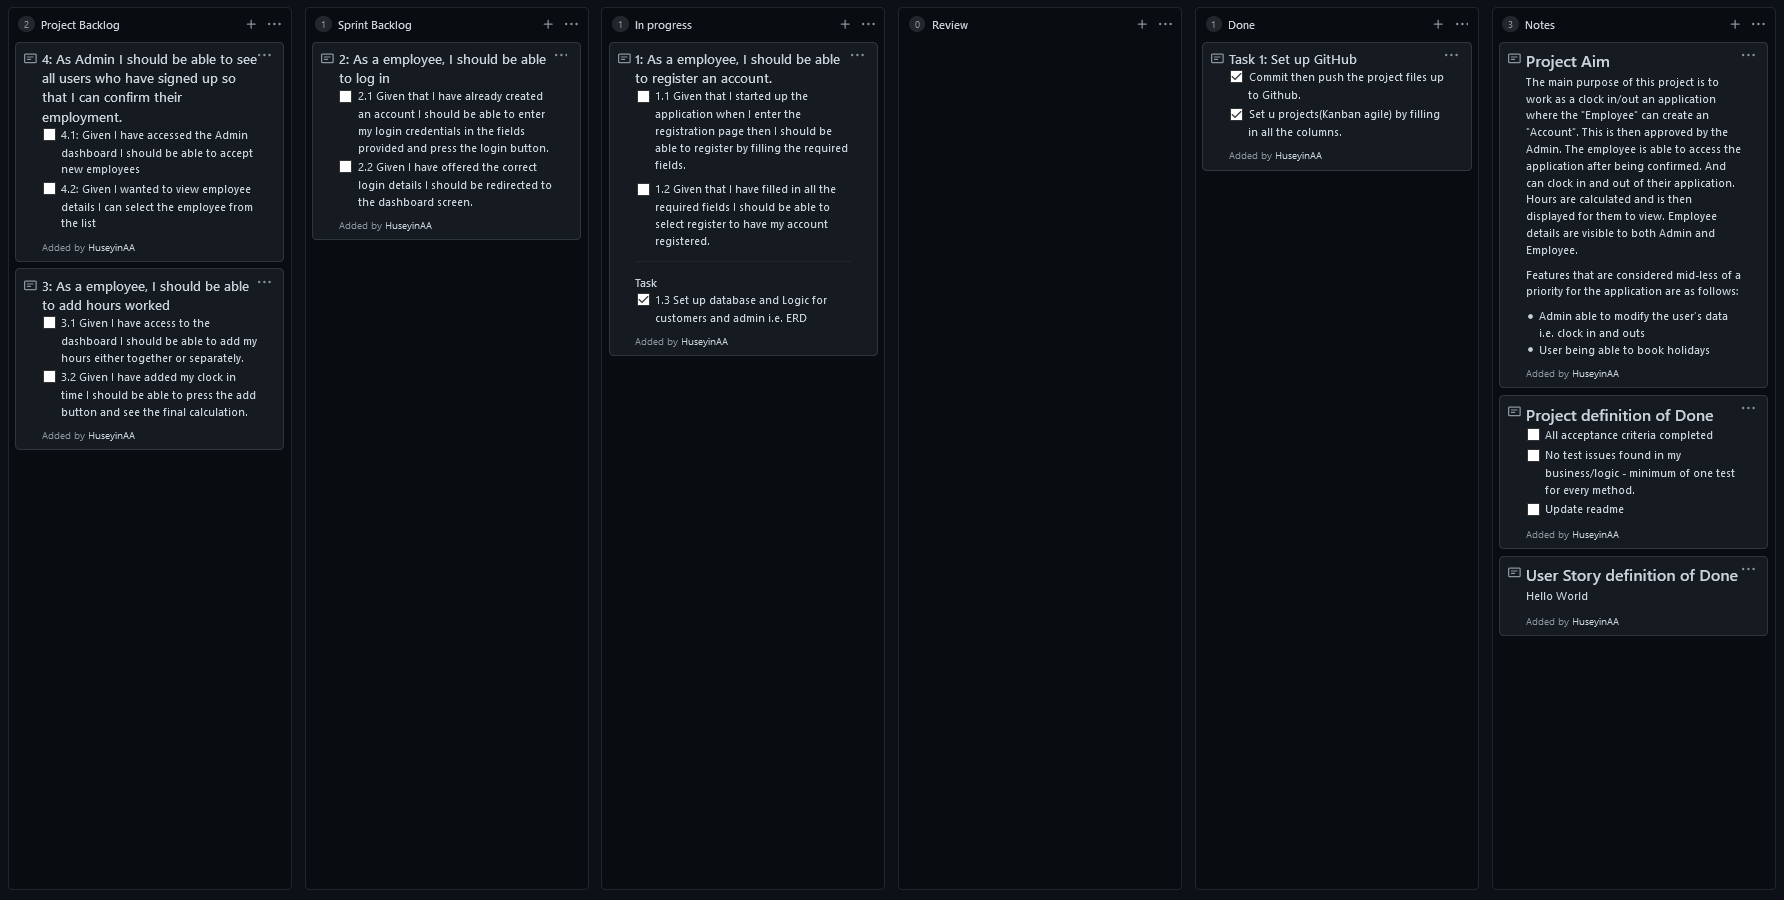 2 Project Backlog
4: As Admin I should be able to see
all users who have signed up so
that I can confirm their
employment.
4.1: Given I have accessed the Admin
dashboard I should be able to accept
new employees
4.2: Given I wanted to view employee
details I can select the employee from
the list
Added by HuseyinAA
3: As a employee, I should be able
to add hours worked
3.1 Given I have access to the
dashboard I should be able to add my
hours either together or separately.
3.2 Given I have added my clock in
time I should be able to press the add
button and see the final calculation.
Added by HuseyinAA
1 Sprint Backlog
2: As a employee, I should be able
to log in
2.1 Given that I have already created
an account I should be able to enter
my login credentials in the fields
provided and press the login button.
2.2 Given I have offered the correct
login details I should be redirected to
the dashboard screen.
Added by HuseyinAA
1 In progress
1: As a employee, I should be able
to register an account.
1.1 Given that I started up the
application when I enter the
registration page then I should be
able to register by filling the required
fields.
1.2 Given that I have filled in all the
required fields I should be able to
select register to have my account
registered.
Task
1.3 Set up database and Logic for
customers and admin i.e. ERD
Added by HuseyinAA
0 Review
1 Done
Task 1: Set up GitHub
Commit then push the project files up
to Github.
Set u projects(Kanban agile) by filling
in all the columns.
Added by HuseyinAA
3 Notes
Project Aim
The main purpose of this project is to
work as a clock in/out an application
where the "Employee" can create an
"Account". This is then approved by the
Admin. The employee is able to access the
application after being confirmed. And
can clock in and out of their application.
Hours are calculated and is then
displayed for them to view. Employee
details are visible to both Admin and
Employee.
Features that are considered mid-less of a
priority for the application are as follows:
• Admin able to modify the user's data
i.e. clock in and outs
• User being able to book holidays
Added by HuseyinAA
Project definition of Done
All acceptance criteria completed
No test issues found in my
business/logic - minimum of one test
for every method.
Update readme
Added by HuseyinAA
User Story definition of Done
Hello World
Added by HuseyinAA